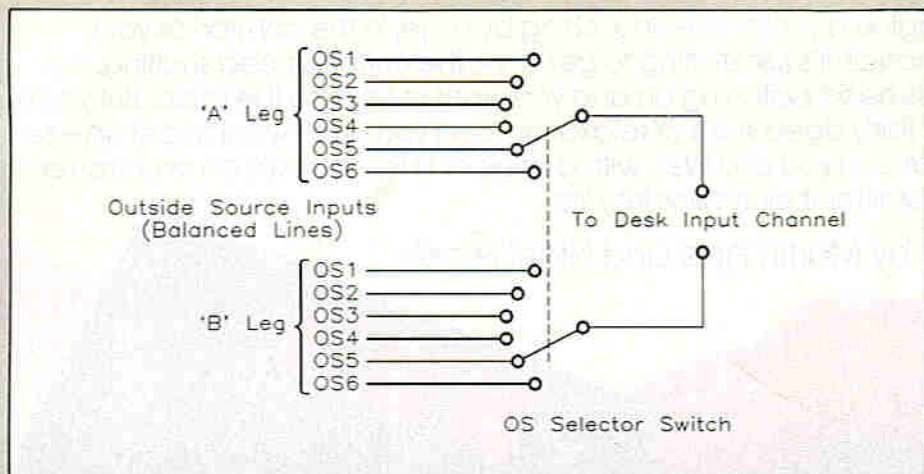 OS1
OS2
'A' Leg
OS3
OS4
OS5
OS6
Outside Source Inputs
(Balanced Lines)
To Desk Input Channel
OS1
OS2
OS3
'B' Leg
OS4
OS5
OS6
OS Selector Switch